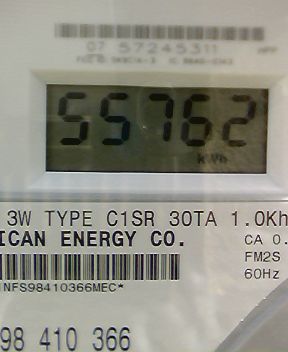 07 57245311
55762
kWh
3W TYPE C1SR 30TA 1.0Kh
ICAN ENERGY CO.
CA 0.
FM2S
60Hz
NFS98410366MEC*
98 410 366